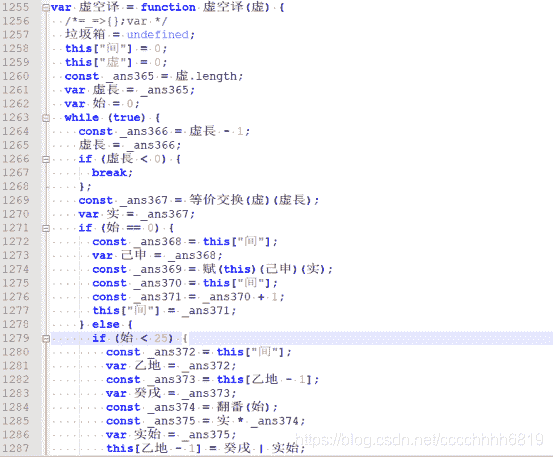 1255 var 虚空译 = function 虚空译(虚) {
1256 /*=_=>{};var */
1257 垃圾箱 = undefined;
1258 this["间"] = 0;
1259 this["虚"] = 0;
1260 const _ans365 = 虚.length;
1261 var 虚長 = _ans365;
1262 var 始 = 0;
1263 while (true) {
1264 const _ans366 = 虚長 - 1;
1265 虚長 = _ans366;
1266 if (虚長 < 0) {
1267 break;
1268 };
1269 const _ans367 = 等价交换(虚)(虚長);
1270 var 实 = _ans367;
1271 if (始 == 0) {
1272 const _ans368 = this["间"];
1273 var 己申 = _ans368;
1274 const _ans369 = 赋(this)(己申)(实);
1275 const _ans370 = this["间"];
1276 const _ans371 = _ans370 + 1;
1277 this["间"] = _ans371;
1278 } else {
1279 if (始 < 25) {
1280 const _ans372 = this["间"];
1281 var 乙地 = _ans372;
1282 const _ans373 = this[乙地 - 1];
1283 var 癸戌 = _ans373;
1284 const _ans374 = 翻番(始);
1285 const _ans375 = 实 * _ans374;
1286 var 实始 = _ans375;
1287 this[乙地 - 1] = 癸戌 | 实始;
https://blog.csdn.net/cccchhhh6819